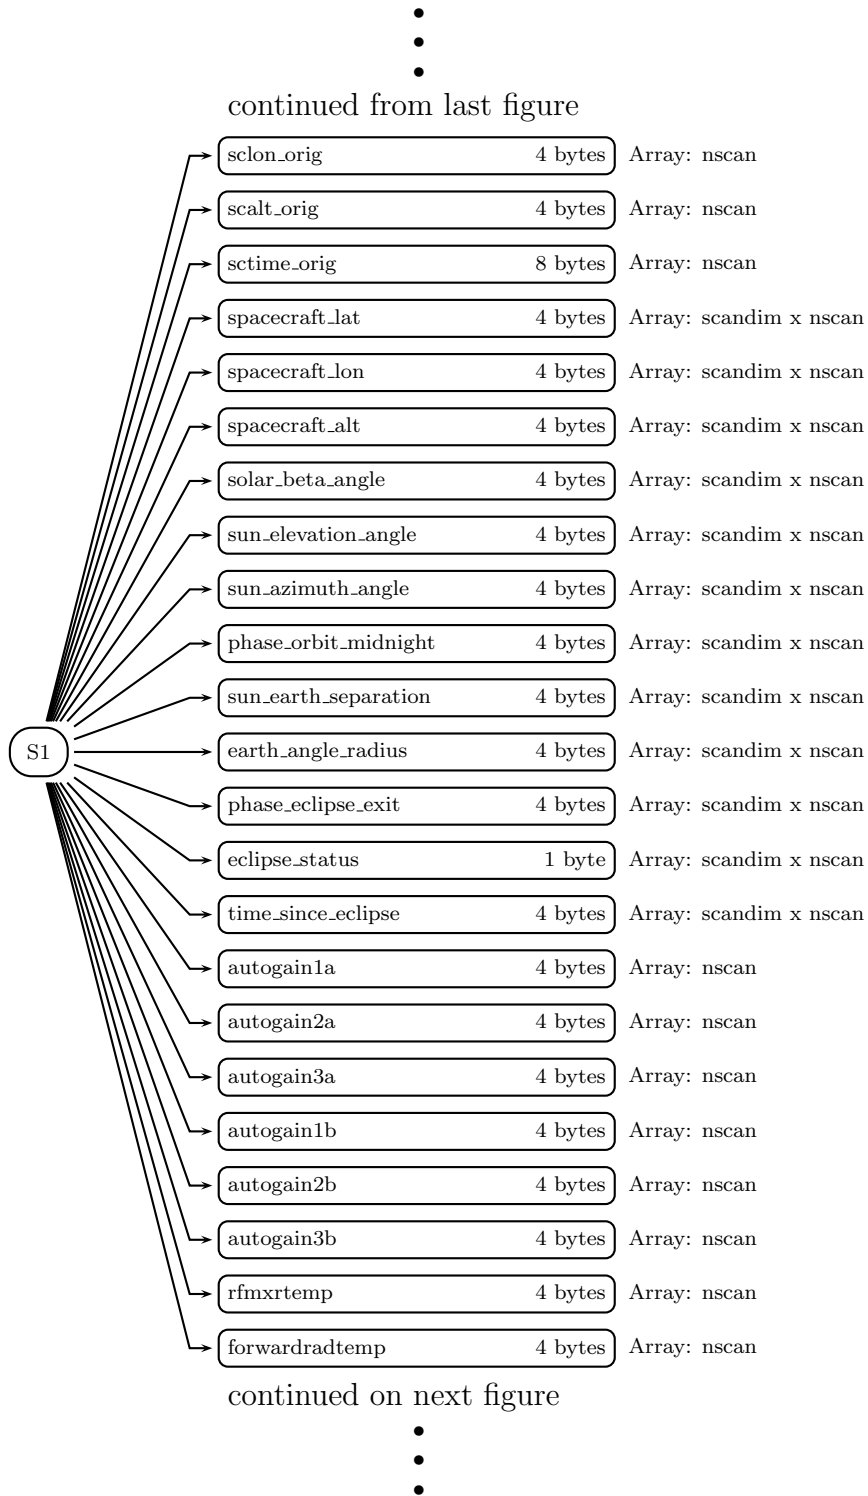 continued from last figure
sclon_orig 4 bytes Array: nscan
scalt_orig 4 bytes Array: nscan
sctime_orig 8 bytes Array: nscan
spacecraft_lat 4 bytes Array: scandim x nscan
spacecraft_lon 4 bytes Array: scandim x nscan
spacecraft_alt 4 bytes Array: scandim x nscan
solar_beta_angle 4 bytes Array: scandim x nscan
sun_elevation_angle 4 bytes Array: scandim x nscan
sun_azimuth_angle 4 bytes Array: scandim x nscan
phase_orbit_midnight 4 bytes Array: scandim x nscan
sun_earth_separation 4 bytes Array: scandim x nscan
S1 earth_angle_radius 4 bytes Array: scandim x nscan
phase_eclipse_exit 4 bytes Array: scandim x nscan
eclipse_status 1 byte Array: scandim x nscan
time_since_eclipse 4 bytes Array: scandim x nscan
autogain1a 4 bytes Array: nscan
autogain2a 4 bytes Array: nscan
autogain3a 4 bytes Array: nscan
autogain1b 4 bytes Array: nscan
autogain2b 4 bytes Array: nscan
autogain3b 4 bytes Array: nscan
rfmxrtemp 4 bytes Array: nscan
forwardradtemp 4 bytes Array: nscan
continued on next figure